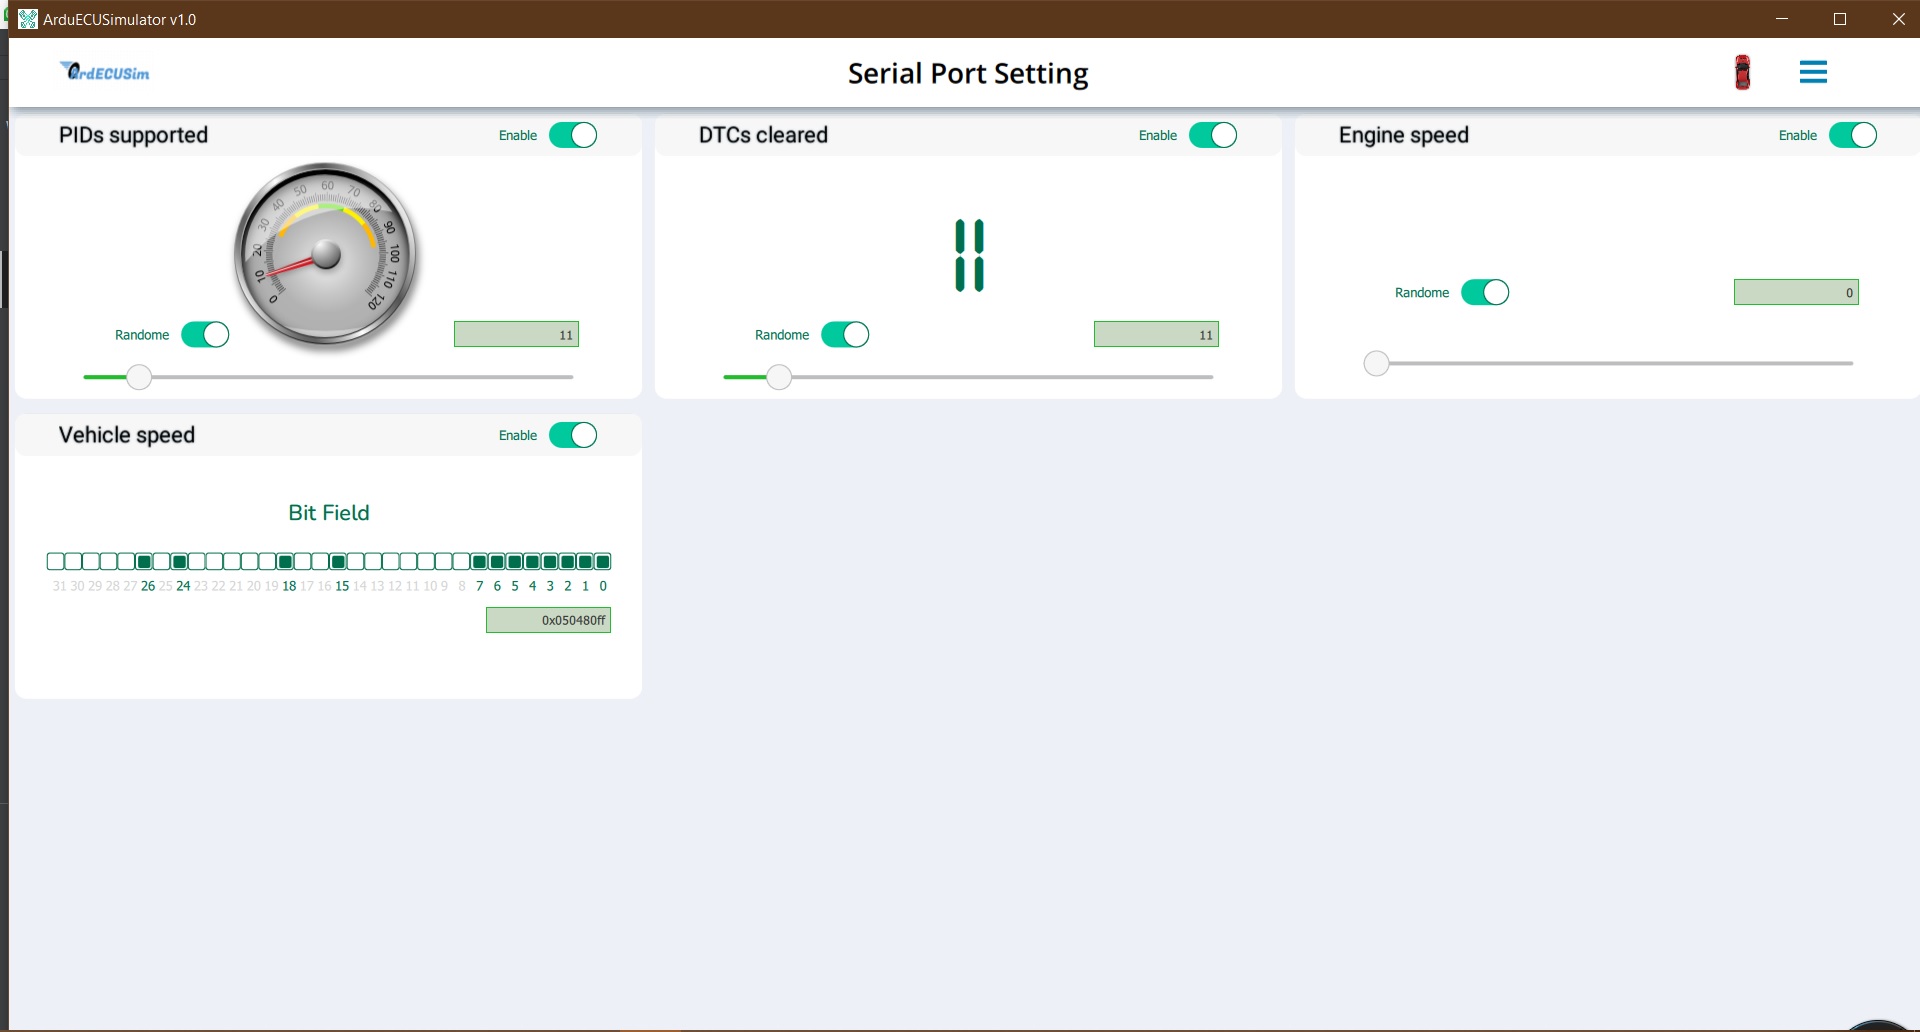 ArduECUSimulator v1.0
ArdECUSim
Serial Port Setting
PIDs supported Enable
0 10 20 30 40 50 60 70 80 90 100 110 120
Randome 11
DTCs cleared Enable
11
Randome 11
Engine speed Enable
Randome 0
Vehicle speed Enable
Bit Field
31 30 29 28 27 26 25 24 23 22 21 20 19 18 17 16 15 14 13 12 11 10 9 8 7 6 5 4 3 2 1 0
0x050480ff